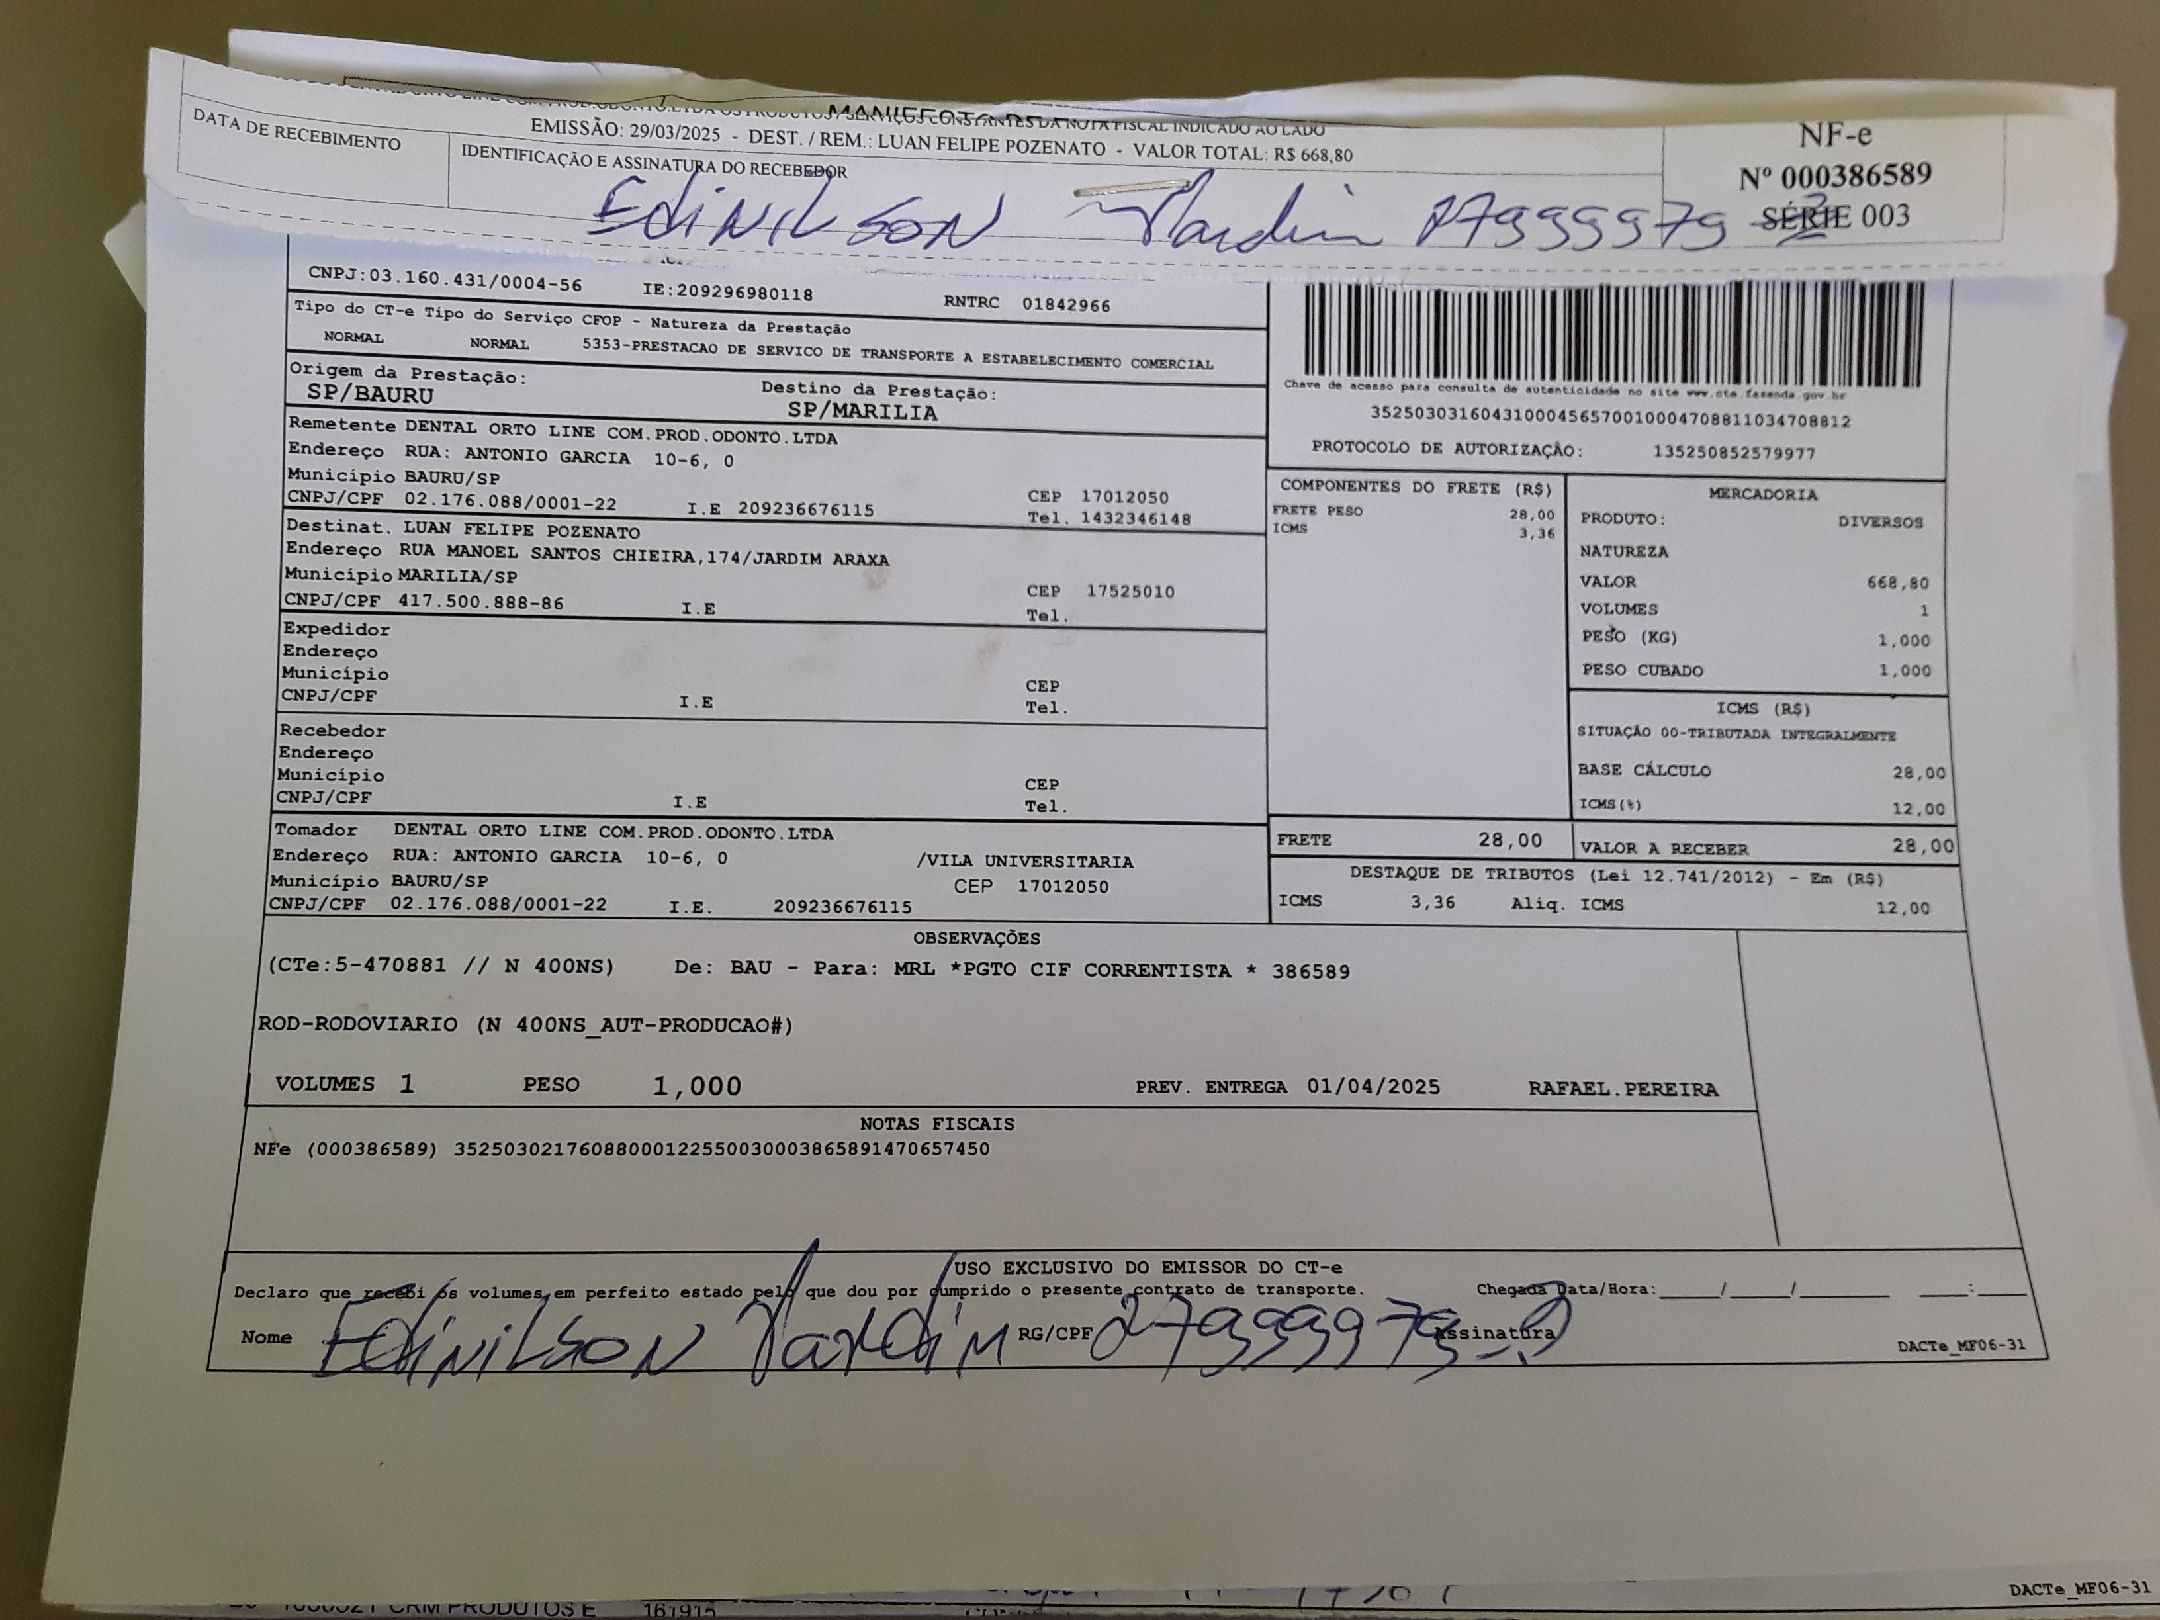 EMISSÃO: 29/03/2025 - DEST. / REM.: LUAN FELIPE POZENATO - VALOR TOTAL: R$ 668,80
DATA DE RECEBIMENTO
IDENTIFICAÇÃO E ASSINATURA DO RECEBEDOR
NF-e
Nº 000386589
SÉRIE 003
EdiNiLSON
CNPJ:03.160.431/0004-56 IE:209296980118 RNTRC 01842966
Tipo do CT-e Tipo do Serviço CFOP - Natureza da Prestação
NORMAL NORMAL 5353-PRESTACAO DE SERVICO DE TRANSPORTE A ESTABELECIMENTO COMERCIAL
Origem da Prestação: Destino da Prestação:
SP/BAURU SP/MARILIA
Remetente DENTAL ORTO LINE COM.PROD.ODONTO.LTDA
Endereço RUA: ANTONIO GARCIA 10-6, 0
Município BAURU/SP CEP 17012050
CNPJ/CPF 02.176.088/0001-22 I.E 209236676115 Tel. 1432346148
Destinat. LUAN FELIPE POZENATO
Endereço RUA MANOEL SANTOS CHIEIRA,174/JARDIM ARAXA
Município MARILIA/SP CEP 17525010
CNPJ/CPF 417.500.888-86 I.E Tel.
Expedidor
Endereço
Município CEP
CNPJ/CPF I.E Tel.
Recebedor
Endereço
Município CEP
CNPJ/CPF I.E Tel.
Tomador DENTAL ORTO LINE COM.PROD.ODONTO.LTDA
Endereço RUA: ANTONIO GARCIA 10-6, 0 /VILA UNIVERSITARIA
Município BAURU/SP CEP 17012050
CNPJ/CPF 02.176.088/0001-22 I.E. 209236676115
Chave de acesso para consulta de autenticidade no site www.cte.fazenda.gov.br
35250303160431000456570010004708811034708812
PROTOCOLO DE AUTORIZAÇÃO: 135250852579977
COMPONENTES DO FRETE (R$)
FRETE PESO 28,00
ICMS 3,36
MERCADORIA
PRODUTO: DIVERSOS
NATUREZA
VALOR 668,80
VOLUMES 1
PESO (KG) 1,000
PESO CUBADO 1,000
ICMS (R$)
SITUAÇÃO 00-TRIBUTADA INTEGRALMENTE
BASE CÁLCULO 28,00
ICMS(%) 12,00
FRETE 28,00 VALOR A RECEBER 28,00
DESTAQUE DE TRIBUTOS (Lei 12.741/2012) - Em (R$)
ICMS 3,36 Aliq. ICMS 12,00
OBSERVAÇÕES
(CTe:5-470881 // N 400NS) De: BAU - Para: MRL *PGTO CIF CORRENTISTA * 386589
ROD-RODOVIARIO (N 400NS_AUT-PRODUCAO#)
VOLUMES 1 PESO 1,000 PREV. ENTREGA 01/04/2025 RAFAEL.PEREIRA
NOTAS FISCAIS
NFe (000386589) 35250302176088000122550030003865891470657450
USO EXCLUSIVO DO EMISSOR DO CT-e
Declaro que recebi os volumes em perfeito estado pelo que dou por cumprido o presente contrato de transporte. Chegada Data/Hora:____/____/______ ___:___
Nome EdiNiLSON RG/CPF Assinatura
DACTe_MF06-31
DACTe_MF06-31